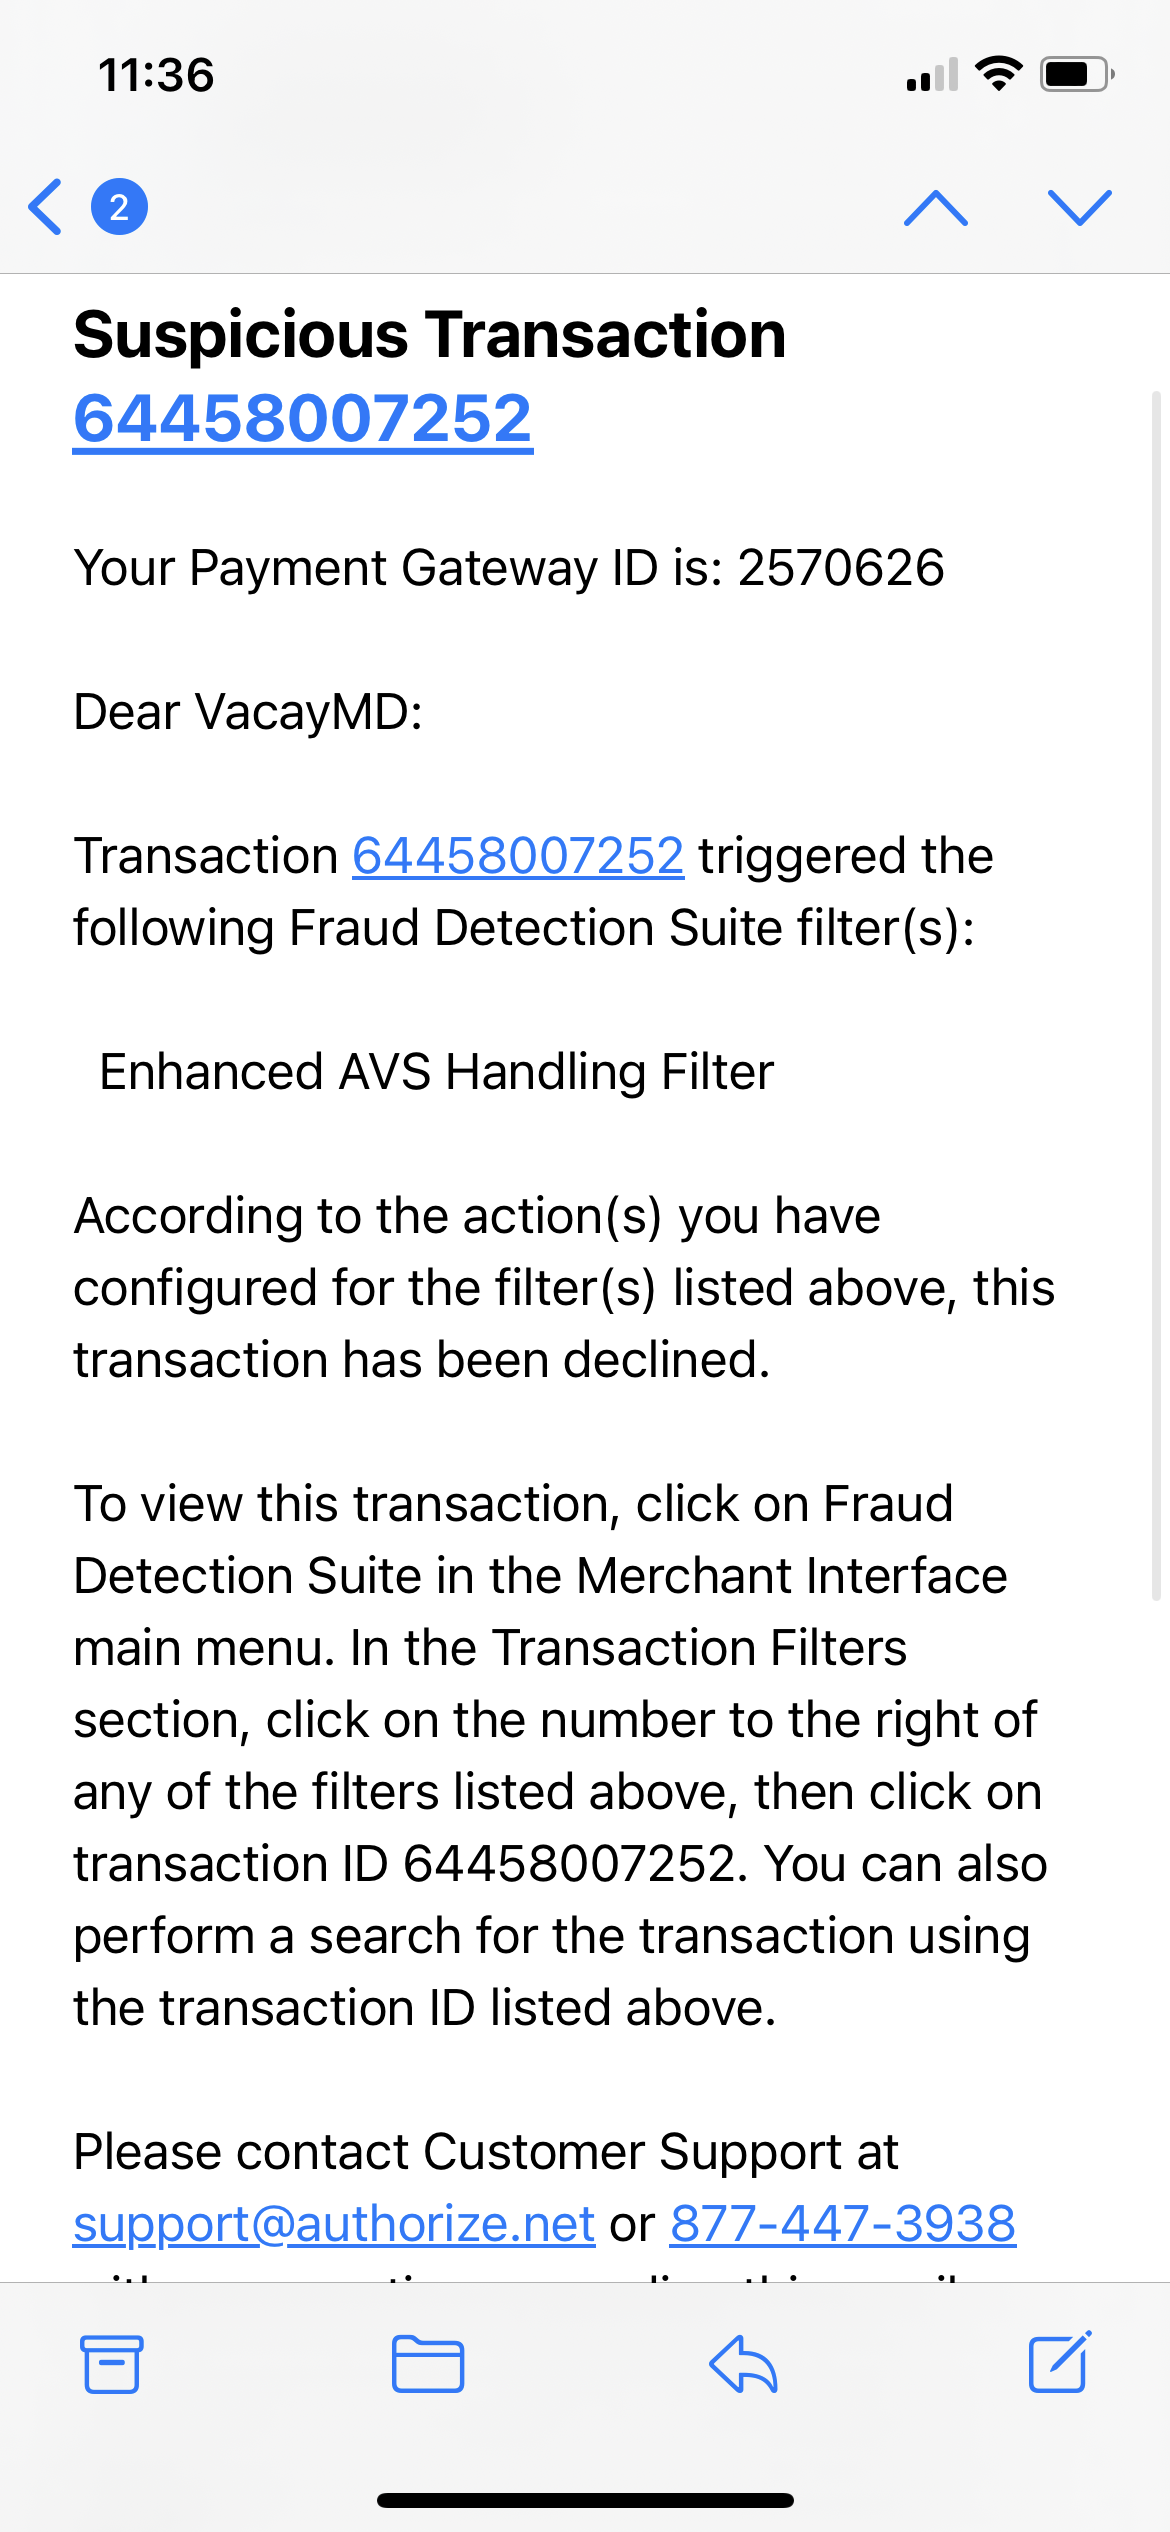 11:36
2
Suspicious Transaction
64458007252
Your Payment Gateway ID is: 2570626
Dear VacayMD:
Transaction 64458007252 triggered the
following Fraud Detection Suite filter(s):
Enhanced AVS Handling Filter
According to the action(s) you have
configured for the filter(s) listed above, this
transaction has been declined.
To view this transaction, click on Fraud
Detection Suite in the Merchant Interface
main menu. In the Transaction Filters
section, click on the number to the right of
any of the filters listed above, then click on
transaction ID 64458007252. You can also
perform a search for the transaction using
the transaction ID listed above.
Please contact Customer Support at
support@authorize.net or 877-447-3938